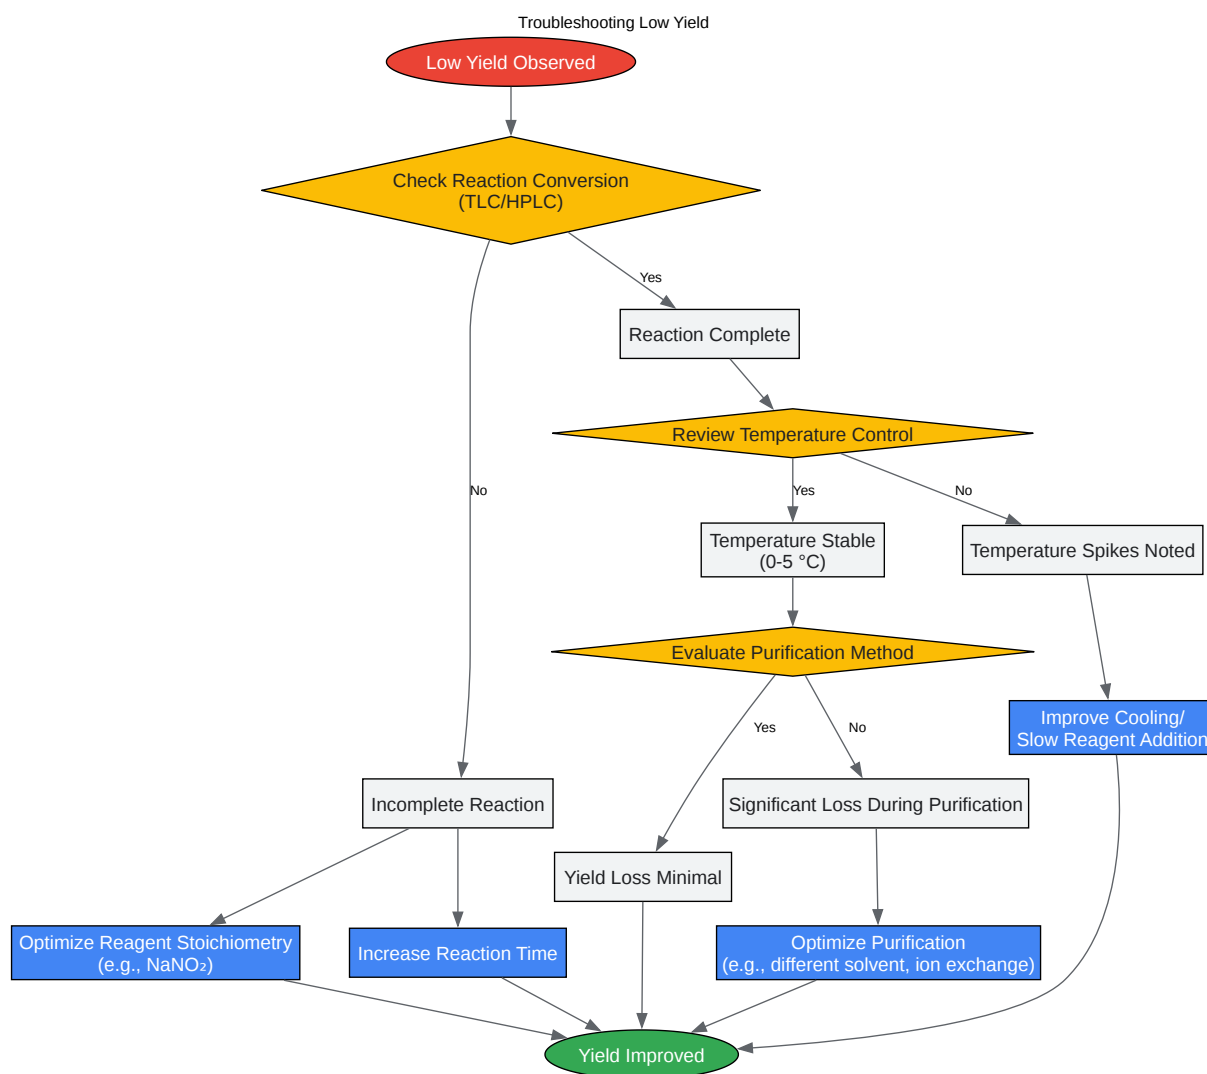 Troubleshooting Low Yield
Low Yield Observed
Check Reaction Conversion
(TLC/HPLC)
Yes
Reaction Complete
Review Temperature Control
No
Yes
No
Temperature Stable
(0-5 °C)
Temperature Spikes Noted
Evaluate Purification Method
Improve Cooling/
Slow Reagent Addition
Yes
No
Incomplete Reaction
Significant Loss During Purification
Yield Loss Minimal
Optimize Reagent Stoichiometry
(e.g., NaNO₂)
Increase Reaction Time
Optimize Purification
(e.g., different solvent, ion exchange)
Yield Improved